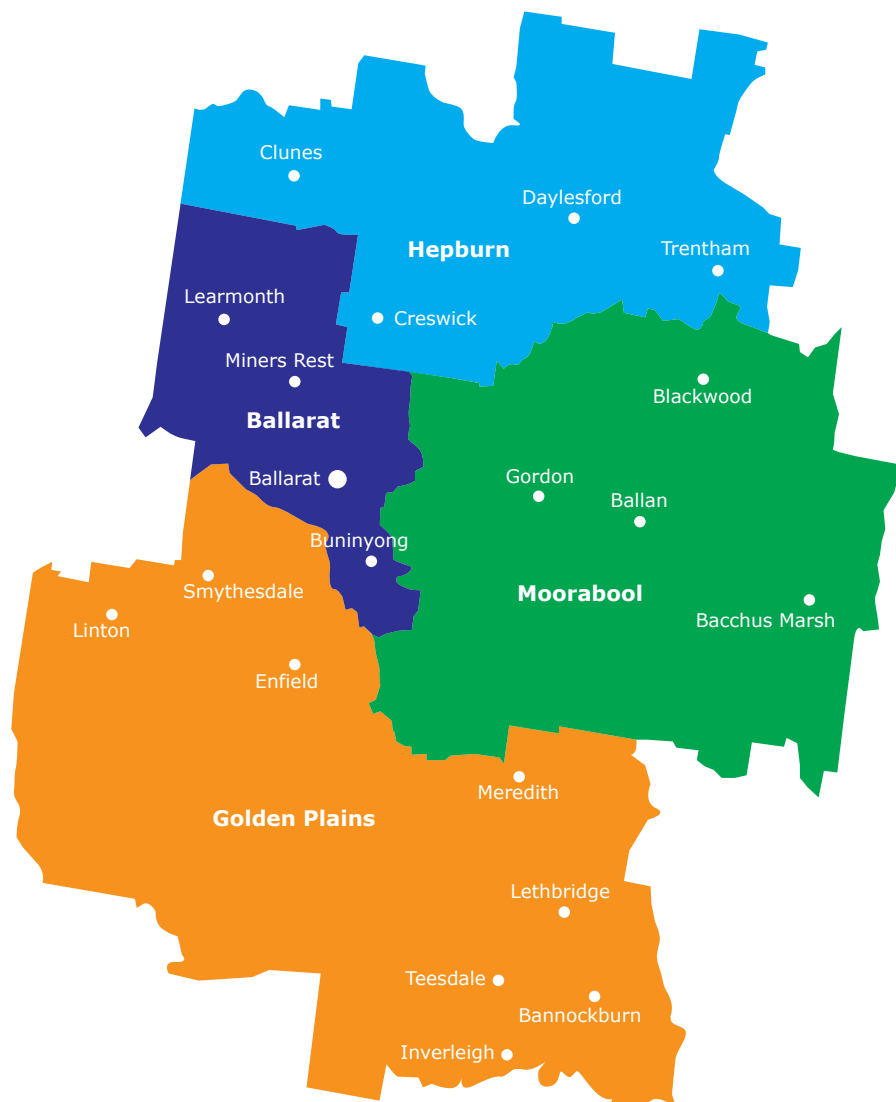 Clunes
Daylesford
Hepburn
Trentham
Learmonth
Creswick
Miners Rest
Blackwood
Ballarat
Ballarat
Gordon
Ballan
Buninyong
Smythesdale
Moorabool
Linton
Bacchus Marsh
Enfield
Meredith
Golden Plains
Lethbridge
Teesdale
Bannockburn
Inverleigh